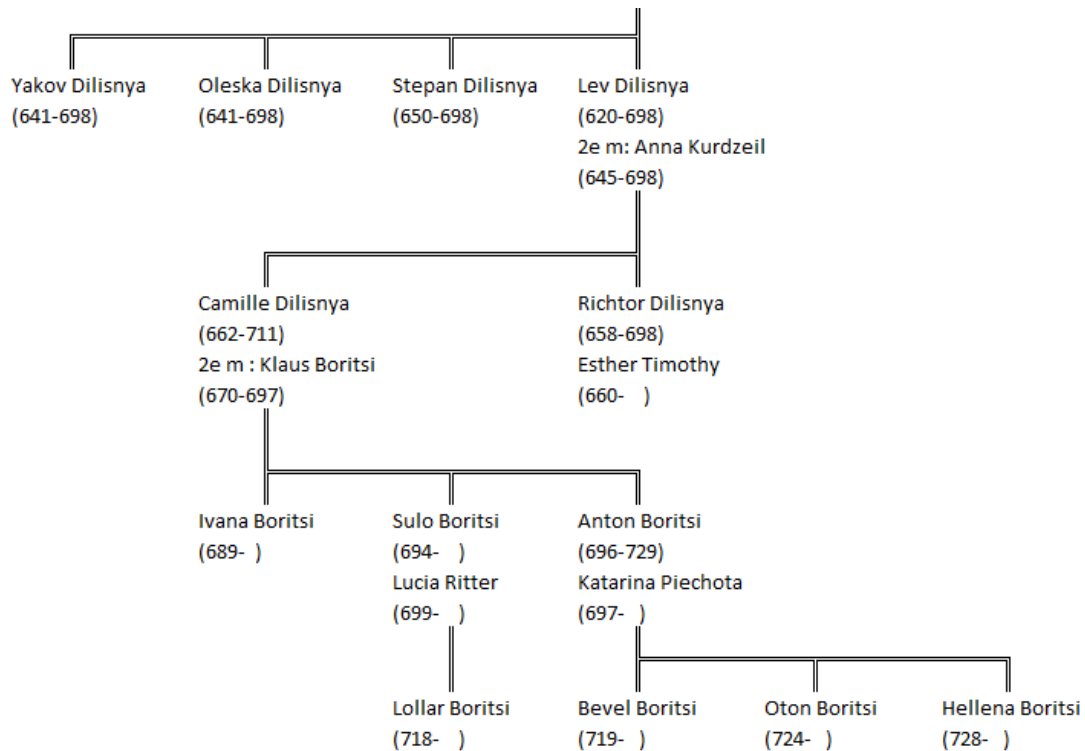 Yakov Dilisnya
(641-698)
Oleska Dilisnya
(641-698)
Stepan Dilisnya
(650-698)
Lev Dilisnya
(620-698)
2e m: Anna Kurdzeil
(645-698)
Camille Dilisnya
(662-711)
2e m : Klaus Boritsi
(670-697)
Richtor Dilisnya
(658-698)
Esther Timothy
(660-   )
Ivana Boritsi
(689-  )
Sulo Boritsi
(694-   )
Lucia Ritter
(699-   )
Anton Boritsi
(696-729)
Katarina Piechota
(697-   )
Lollar Boritsi
(718-   )
Bevel Boritsi
(719-   )
Oton Boritsi
(724-   )
Hellena Boritsi
(728-   )